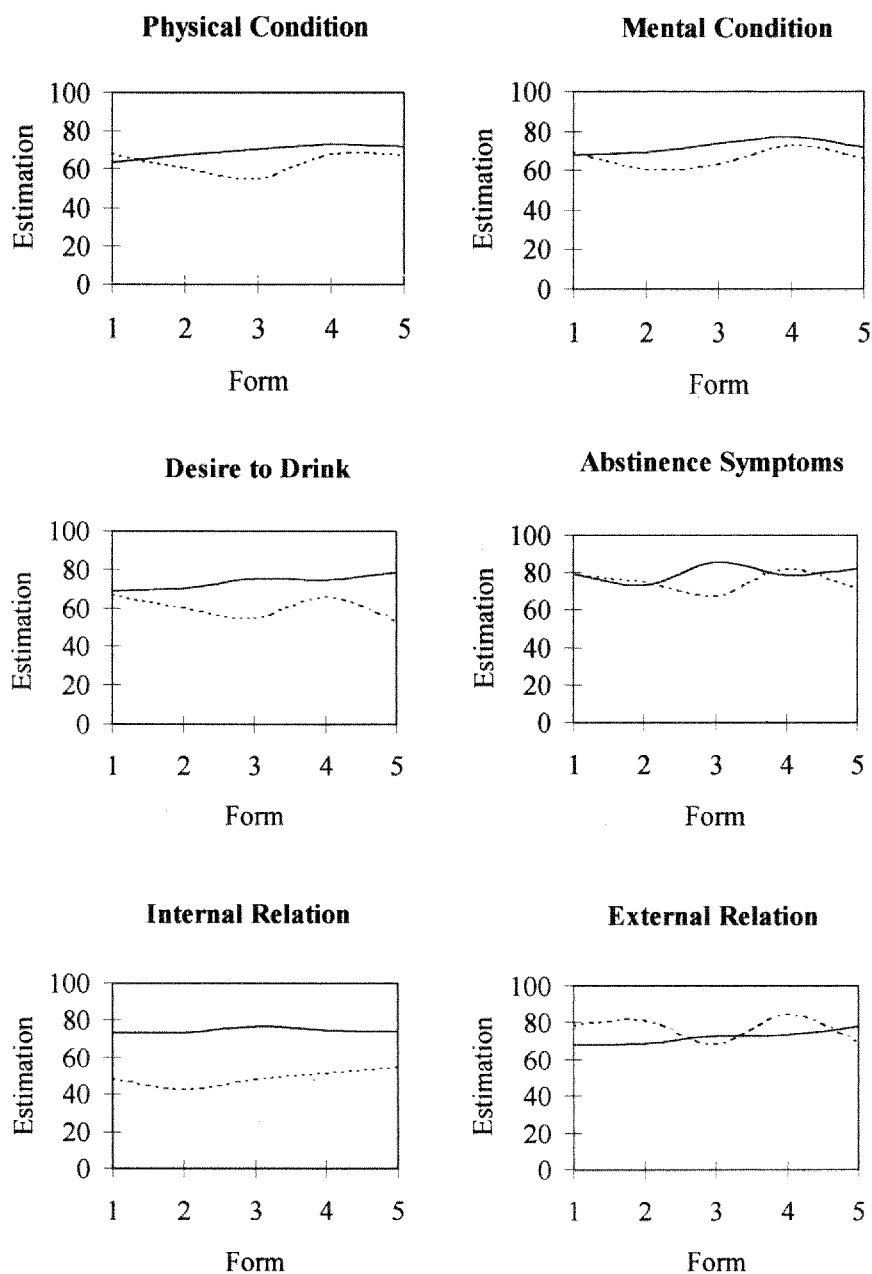 Physical Condition
100
80
60
40
20
0
Estimation
1 2 3 4 5
Form
Mental Condition
100
80
60
40
20
0
Estimation
1 2 3 4 5
Form
Desire to Drink
100
80
60
40
20
0
Estimation
1 2 3 4 5
Form
Abstinence Symptoms
100
80
60
40
20
0
Estimation
1 2 3 4 5
Form
Internal Relation
100
80
60
40
20
0
Estimation
1 2 3 4 5
Form
External Relation
100
80
60
40
20
0
Estimation
1 2 3 4 5
Form